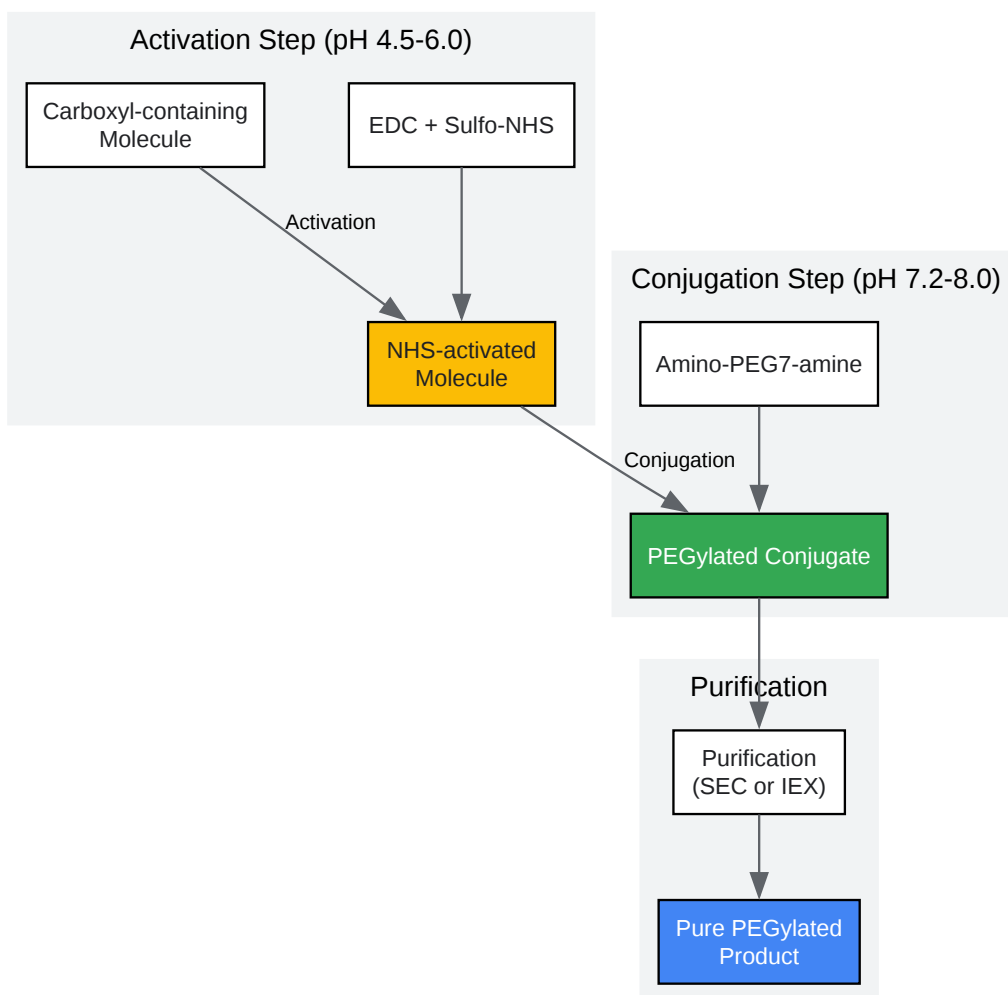 Activation Step (pH 4.5-6.0)
Carboxyl-containing
Molecule
EDC + Sulfo-NHS
Activation
NHS-activated
Molecule
Conjugation Step (pH 7.2-8.0)
Amino-PEG7-amine
Conjugation
PEGylated Conjugate
Purification
Purification
(SEC or IEX)
Pure PEGylated
Product